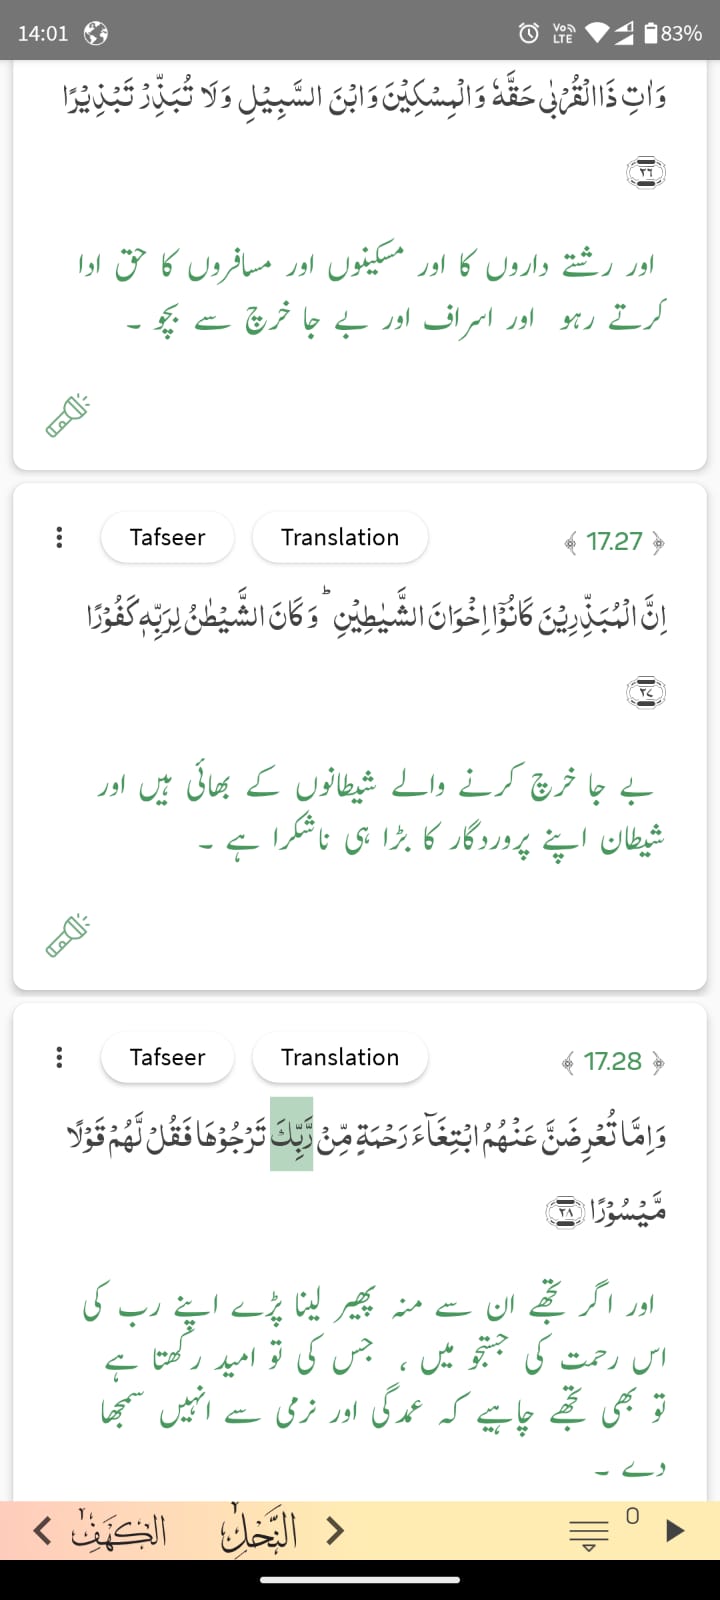 14:01
Vo)) LTE
83%
وَاٰتِ ذَاالْقُرْبٰى حَقَّهٗ وَالْمِسْكِيْنَ وَابْنَ السَّبِيْلِ وَلَا تُبَذِّرْ تَبْذِيْرًا
٢٦
اور رشتے داروں کا اور مسکینوں اور مسافروں کا حق ادا
کرتے رہو اور اسراف اور بے جا خرچ سے بچو ۔
Tafseer Translation 17.27
اِنَّ الْمُبَذِّرِيْنَ كَانُوْۤا اِخْوَانَ الشَّيٰطِيْنِ ؕ وَكَانَ الشَّيْطٰنُ لِرَبِّهٖ كَفُوْرًا
٢٧
بے جا خرچ کرنے والے شیطانوں کے بھائی ہیں اور
شیطان اپنے پروردگار کا بڑا ہی ناشکرا ہے ۔
Tafseer Translation 17.28
وَاِمَّا تُعْرِضَنَّ عَنْهُمُ ابْتِغَآءَ رَحْمَةٍ مِّنْ رَّبِّكَ تَرْجُوْهَا فَقُلْ لَّهُمْ قَوْلًا
مَّيْسُوْرًا ٢٨
اور اگر تجھے ان سے منہ پھیر لینا پڑے اپنے رب کی
اس رحمت کی جستجو میں ، جس کی تو امید رکھتا ہے
تو بھی تجھے چاہیے کہ عمدگی اور نرمی سے انہیں سمجھا
دے ۔
الكهف النحل 0